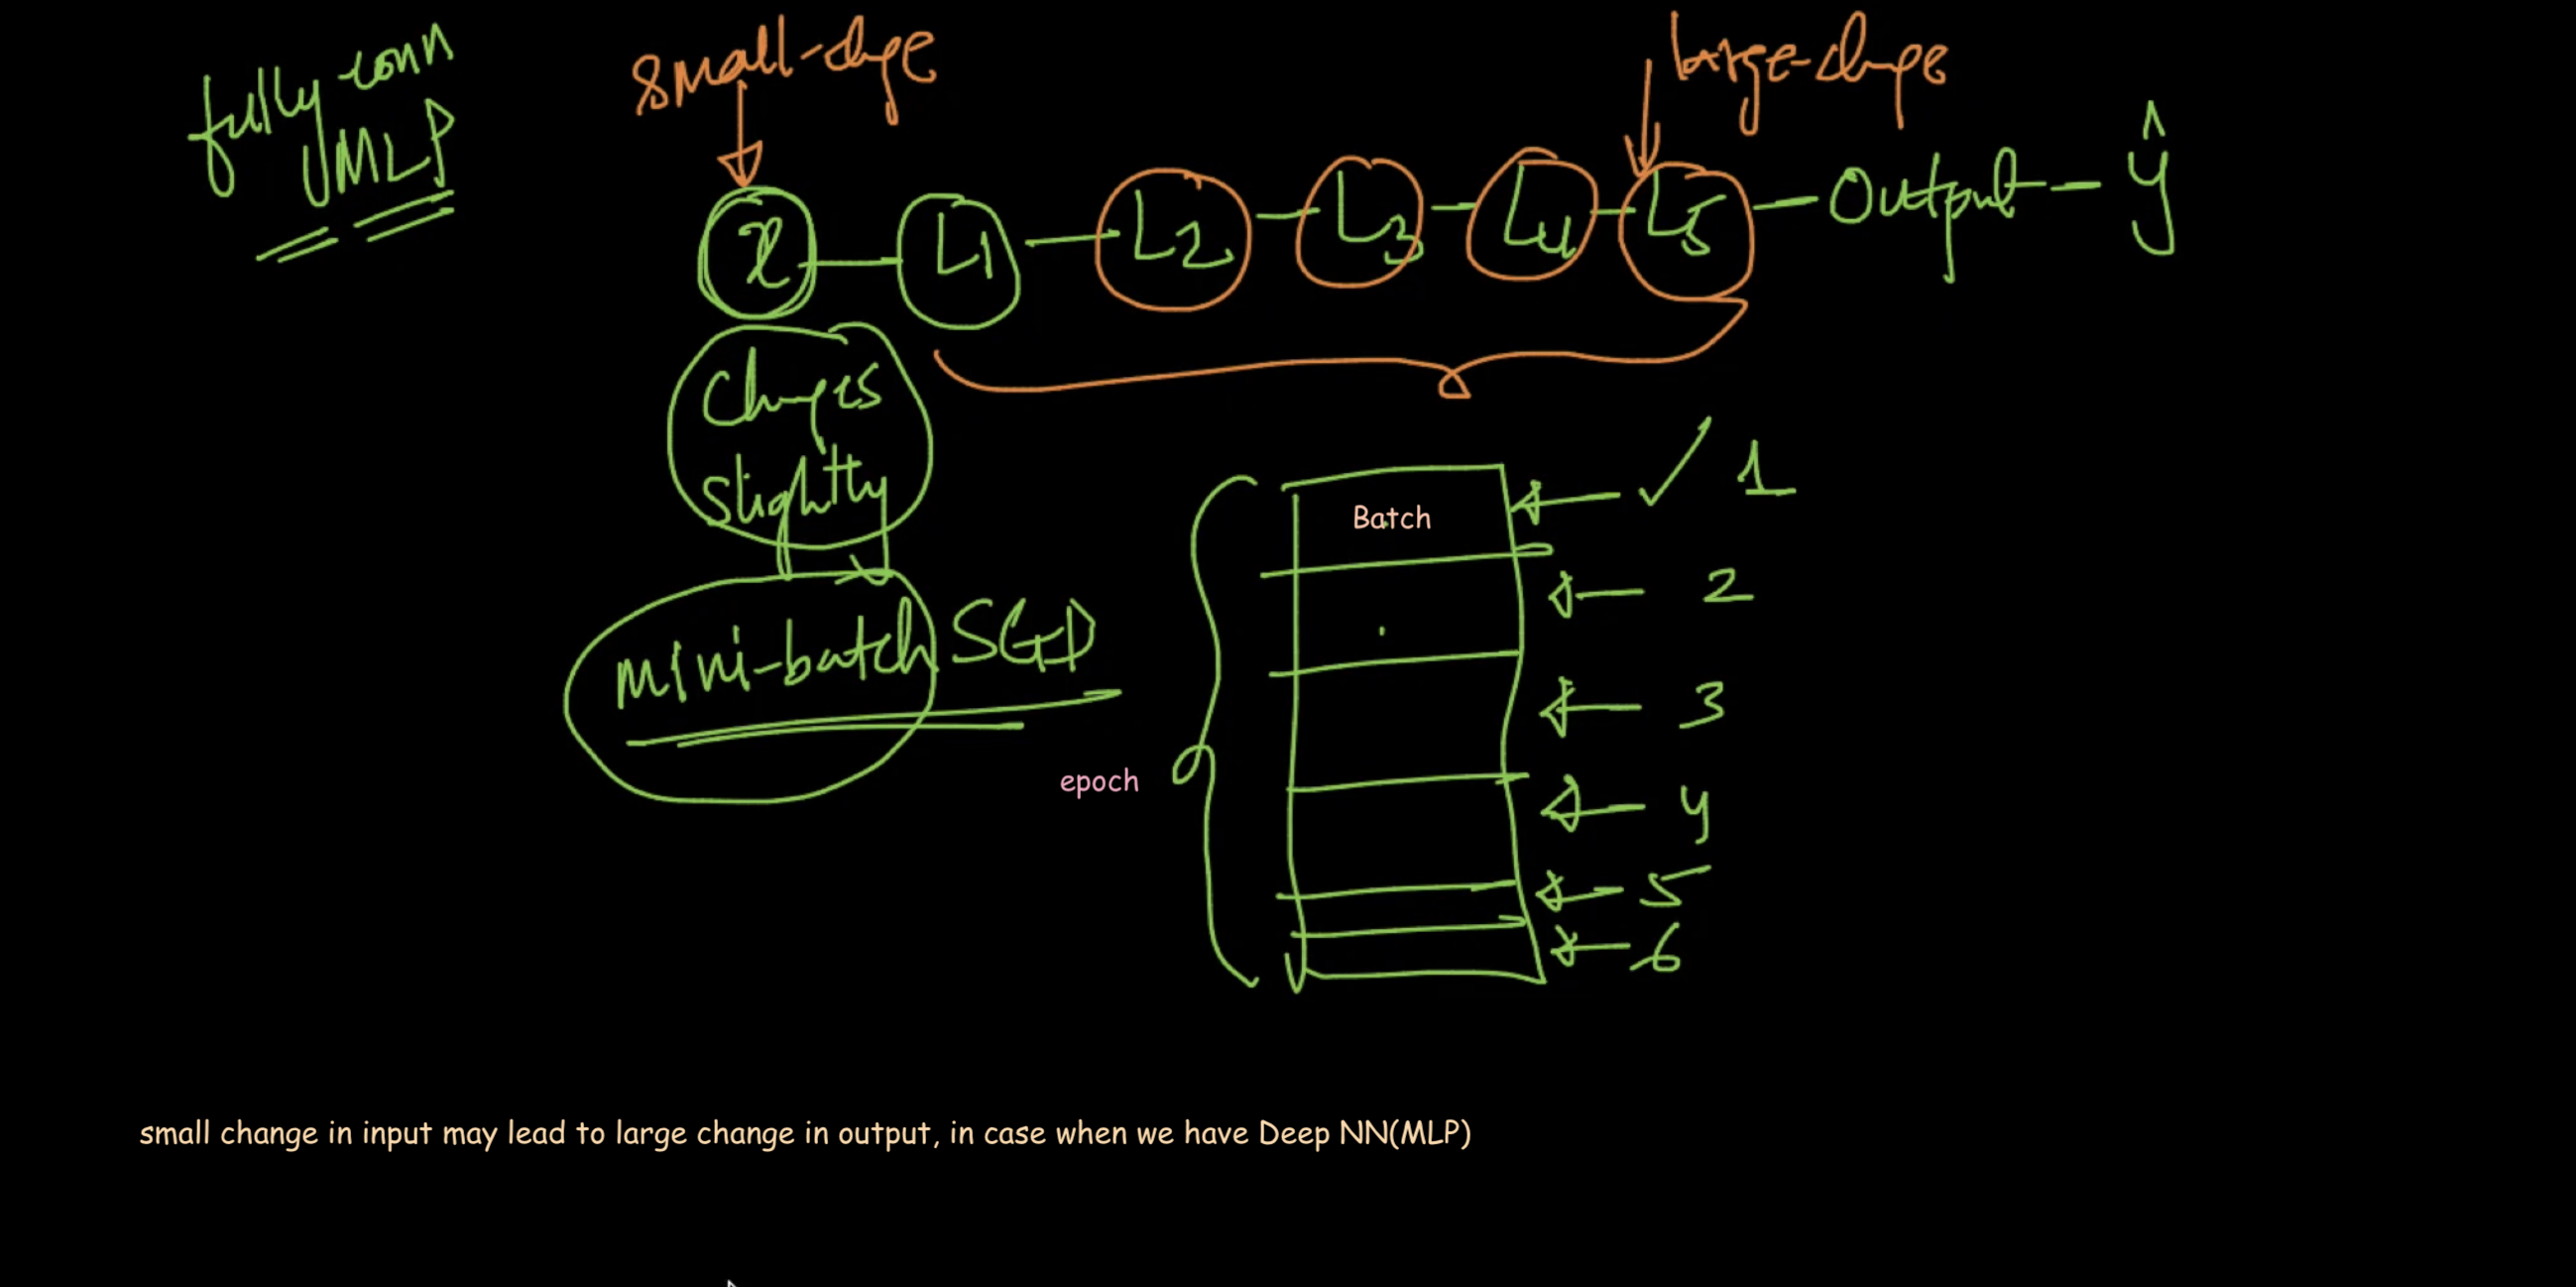 fully-conn
MLP
small-chge
large-chge
x — L1 — L2 — L3 — L4 — L5 — Output — ŷ
Chnges
slightly
Batch
1
2
3
4
5
6
mini-batch SGD
epoch
small change in input may lead to large change in output, in case when we have Deep NN(MLP)